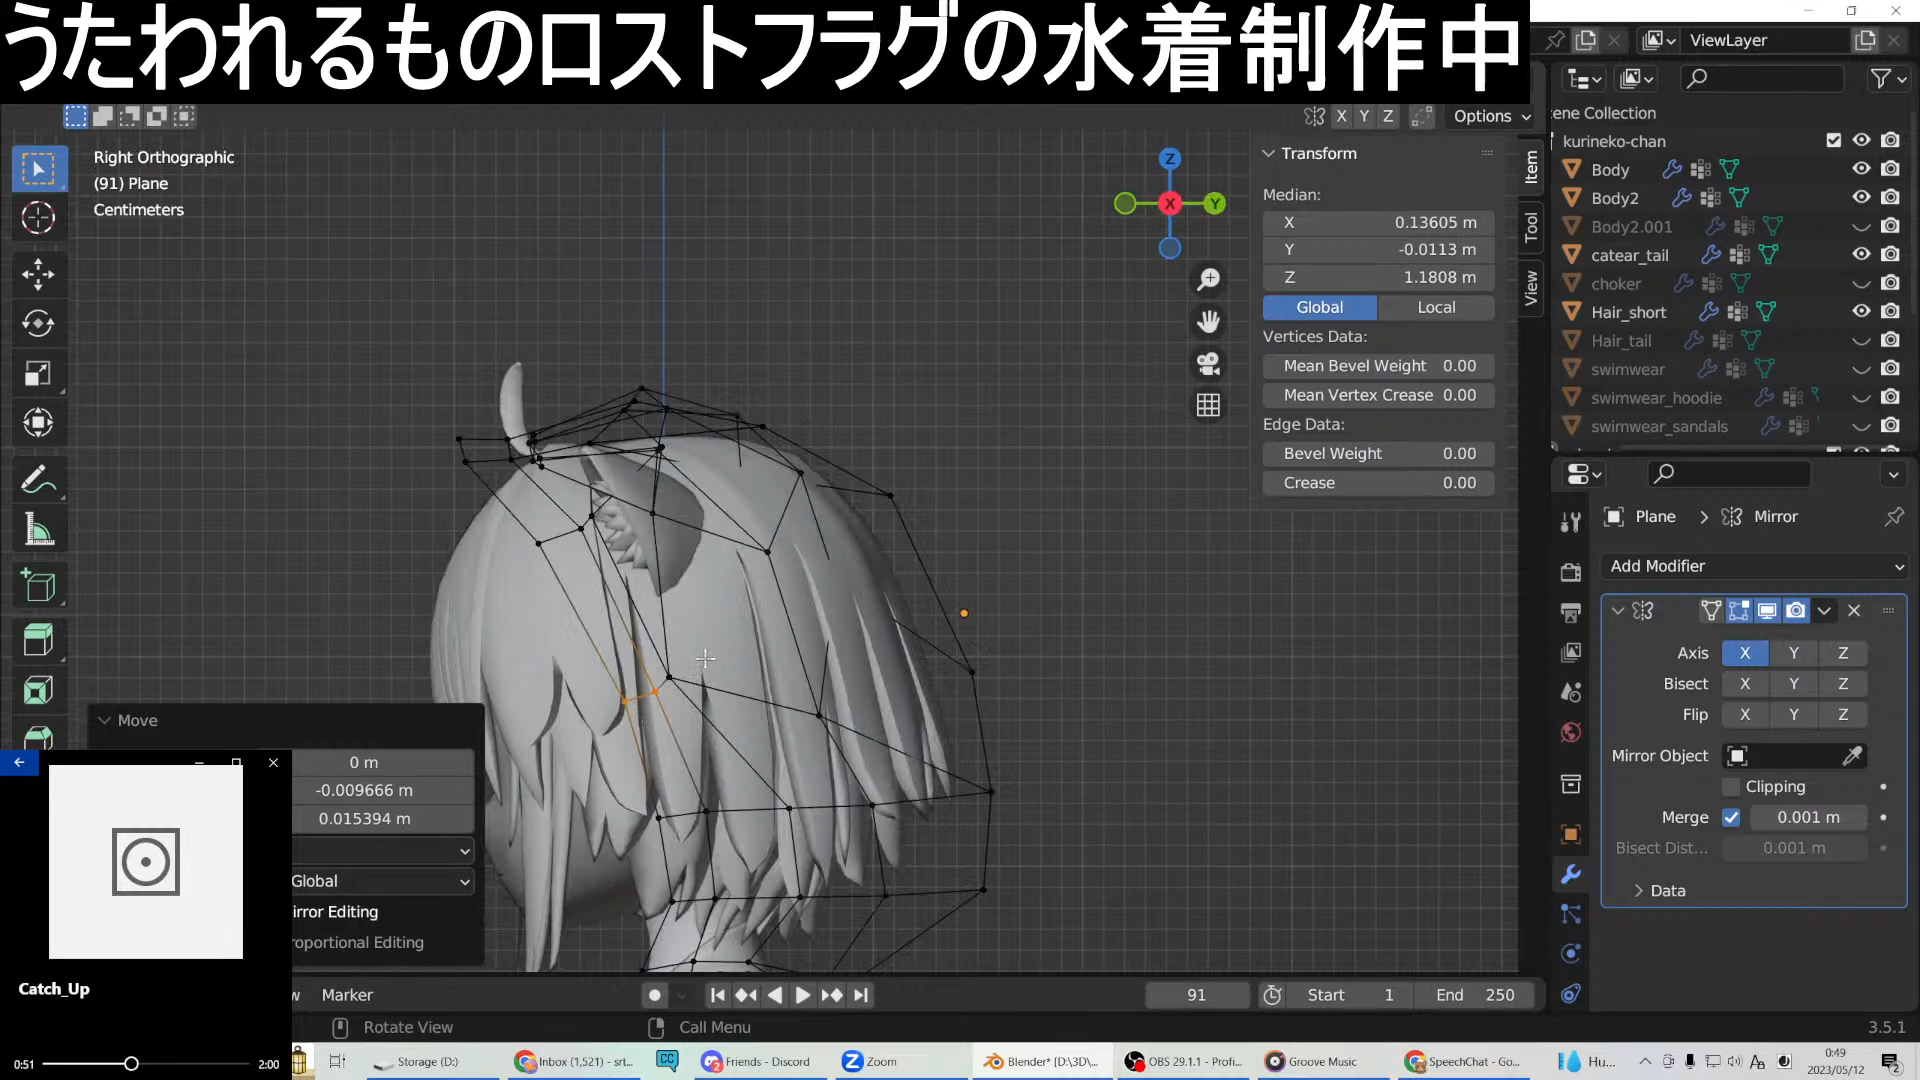 うたわれるものロストフラグの水着制作中
ViewLayer
X Y Z
Options
Right Orthographic
(91) Plane
Centimeters
Z
X
Y
Transform
Median:
X 0.13605 m
Y -0.0113 m
Z 1.1808 m
Global Local
Vertices Data:
Mean Bevel Weight 0.00
Mean Vertex Crease 0.00
Edge Data:
Bevel Weight 0.00
Crease 0.00
Item
Tool
View
cene Collection
kurineko-chan
Body
Body2
Body2.001
catear_tail
choker
Hair_short
Hair_tail
swimwear
swimwear_hoodie
swimwear_sandals
Plane > Mirror
Add Modifier
Axis X Y Z
Bisect X Y Z
Flip X Y Z
Mirror Object
Clipping
Merge 0.001 m
Bisect Dist... 0.001 m
Data
Move
0 m
-0.009666 m
0.015394 m
Global
irror Editing
roportional Editing
Catch_Up
0:51 2:00
w Marker
91
Start 1
End 250
Rotate View
Call Menu
3.5.1
Storage (D:)
Inbox (1,521) - srt...
CC
Friends - Discord
Zoom
Blender* [D:\3D\...
OBS 29.1.1 - Profi...
Groove Music
SpeechChat - Go...
Hu...
A
0:49
2023/05/12
2